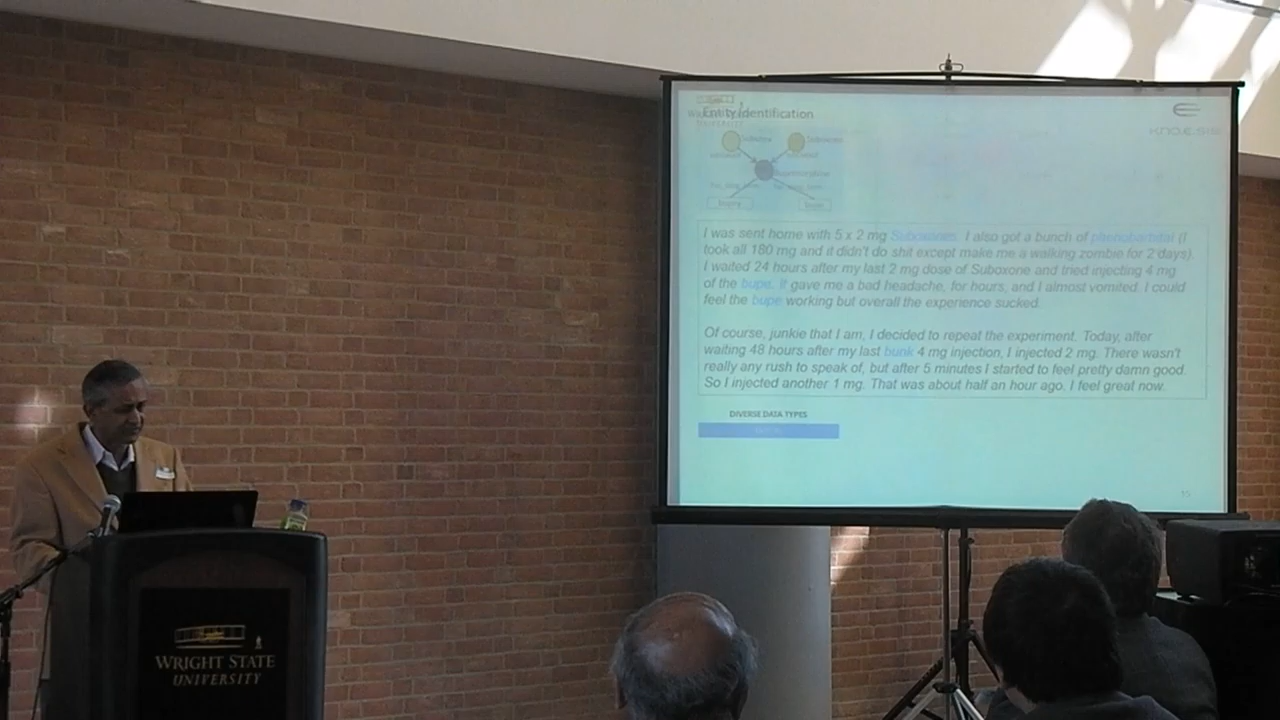 Entity Identification
WRIGHT STATE
UNIVERSITY
KNO.E.SIS
I was sent home with 5 x 2 mg Suboxones. I also got a bunch of phenobarbital (I
took all 180 mg and it didn't do shit except make me a walking zombie for 2 days).
I waited 24 hours after my last 2 mg dose of Suboxone and tried injecting 4 mg
of the bupe. It gave me a bad headache, for hours, and I almost vomited. I could
feel the bupe working but overall the experience sucked.
Of course, junkie that I am, I decided to repeat the experiment. Today, after
waiting 48 hours after my last bunk 4 mg injection, I injected 2 mg. There wasn't
really any rush to speak of, but after 5 minutes I started to feel pretty damn good.
So I injected another 1 mg. That was about half an hour ago. I feel great now.
DIVERSE DATA TYPES
WRIGHT STATE
UNIVERSITY